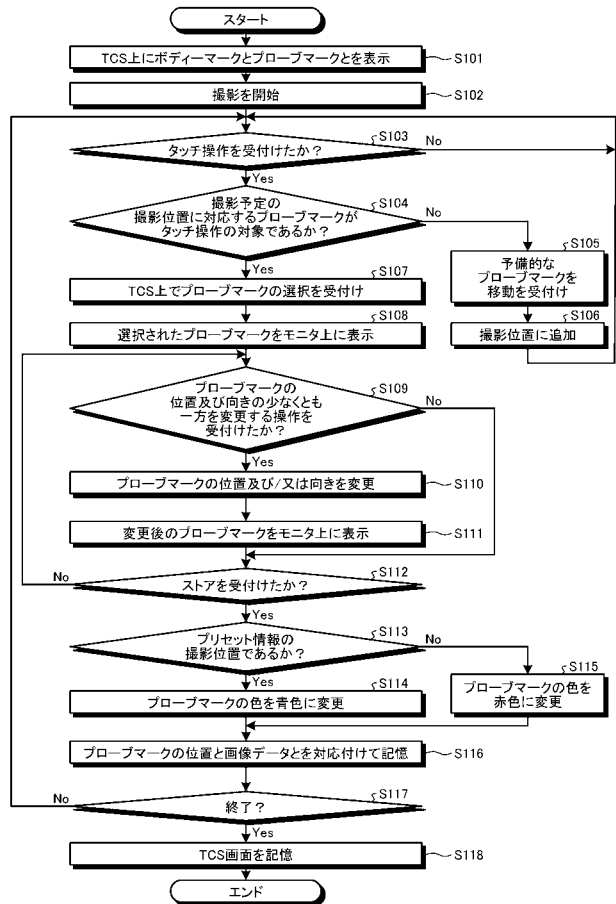 スタート
TCS上にボディーマークとプローブマークとを表示
S101
撮影を開始
S102
タッチ操作を受付けたか？
S103
No
Yes
撮影予定の
撮影位置に対応するプローブマークが
タッチ操作の対象であるか？
S104
No
Yes
予備的な
プローブマークを
移動を受付け
S105
撮影位置に追加
S106
TCS上でプローブマークの選択を受付け
S107
選択されたプローブマークをモニタ上に表示
S108
プローブマークの
位置及び向きの少なくとも
一方を変更する操作を
受付けたか？
S109
No
Yes
プローブマークの位置及び/又は向きを変更
S110
変更後のプローブマークをモニタ上に表示
S111
ストアを受付けたか？
S112
No
Yes
プリセット情報の
撮影位置であるか？
S113
No
Yes
プローブマークの色を青色に変更
S114
プローブマークの色を
赤色に変更
S115
プローブマークの位置と画像データとを対応付けて記憶
S116
終了？
S117
No
Yes
TCS画面を記憶
S118
エンド